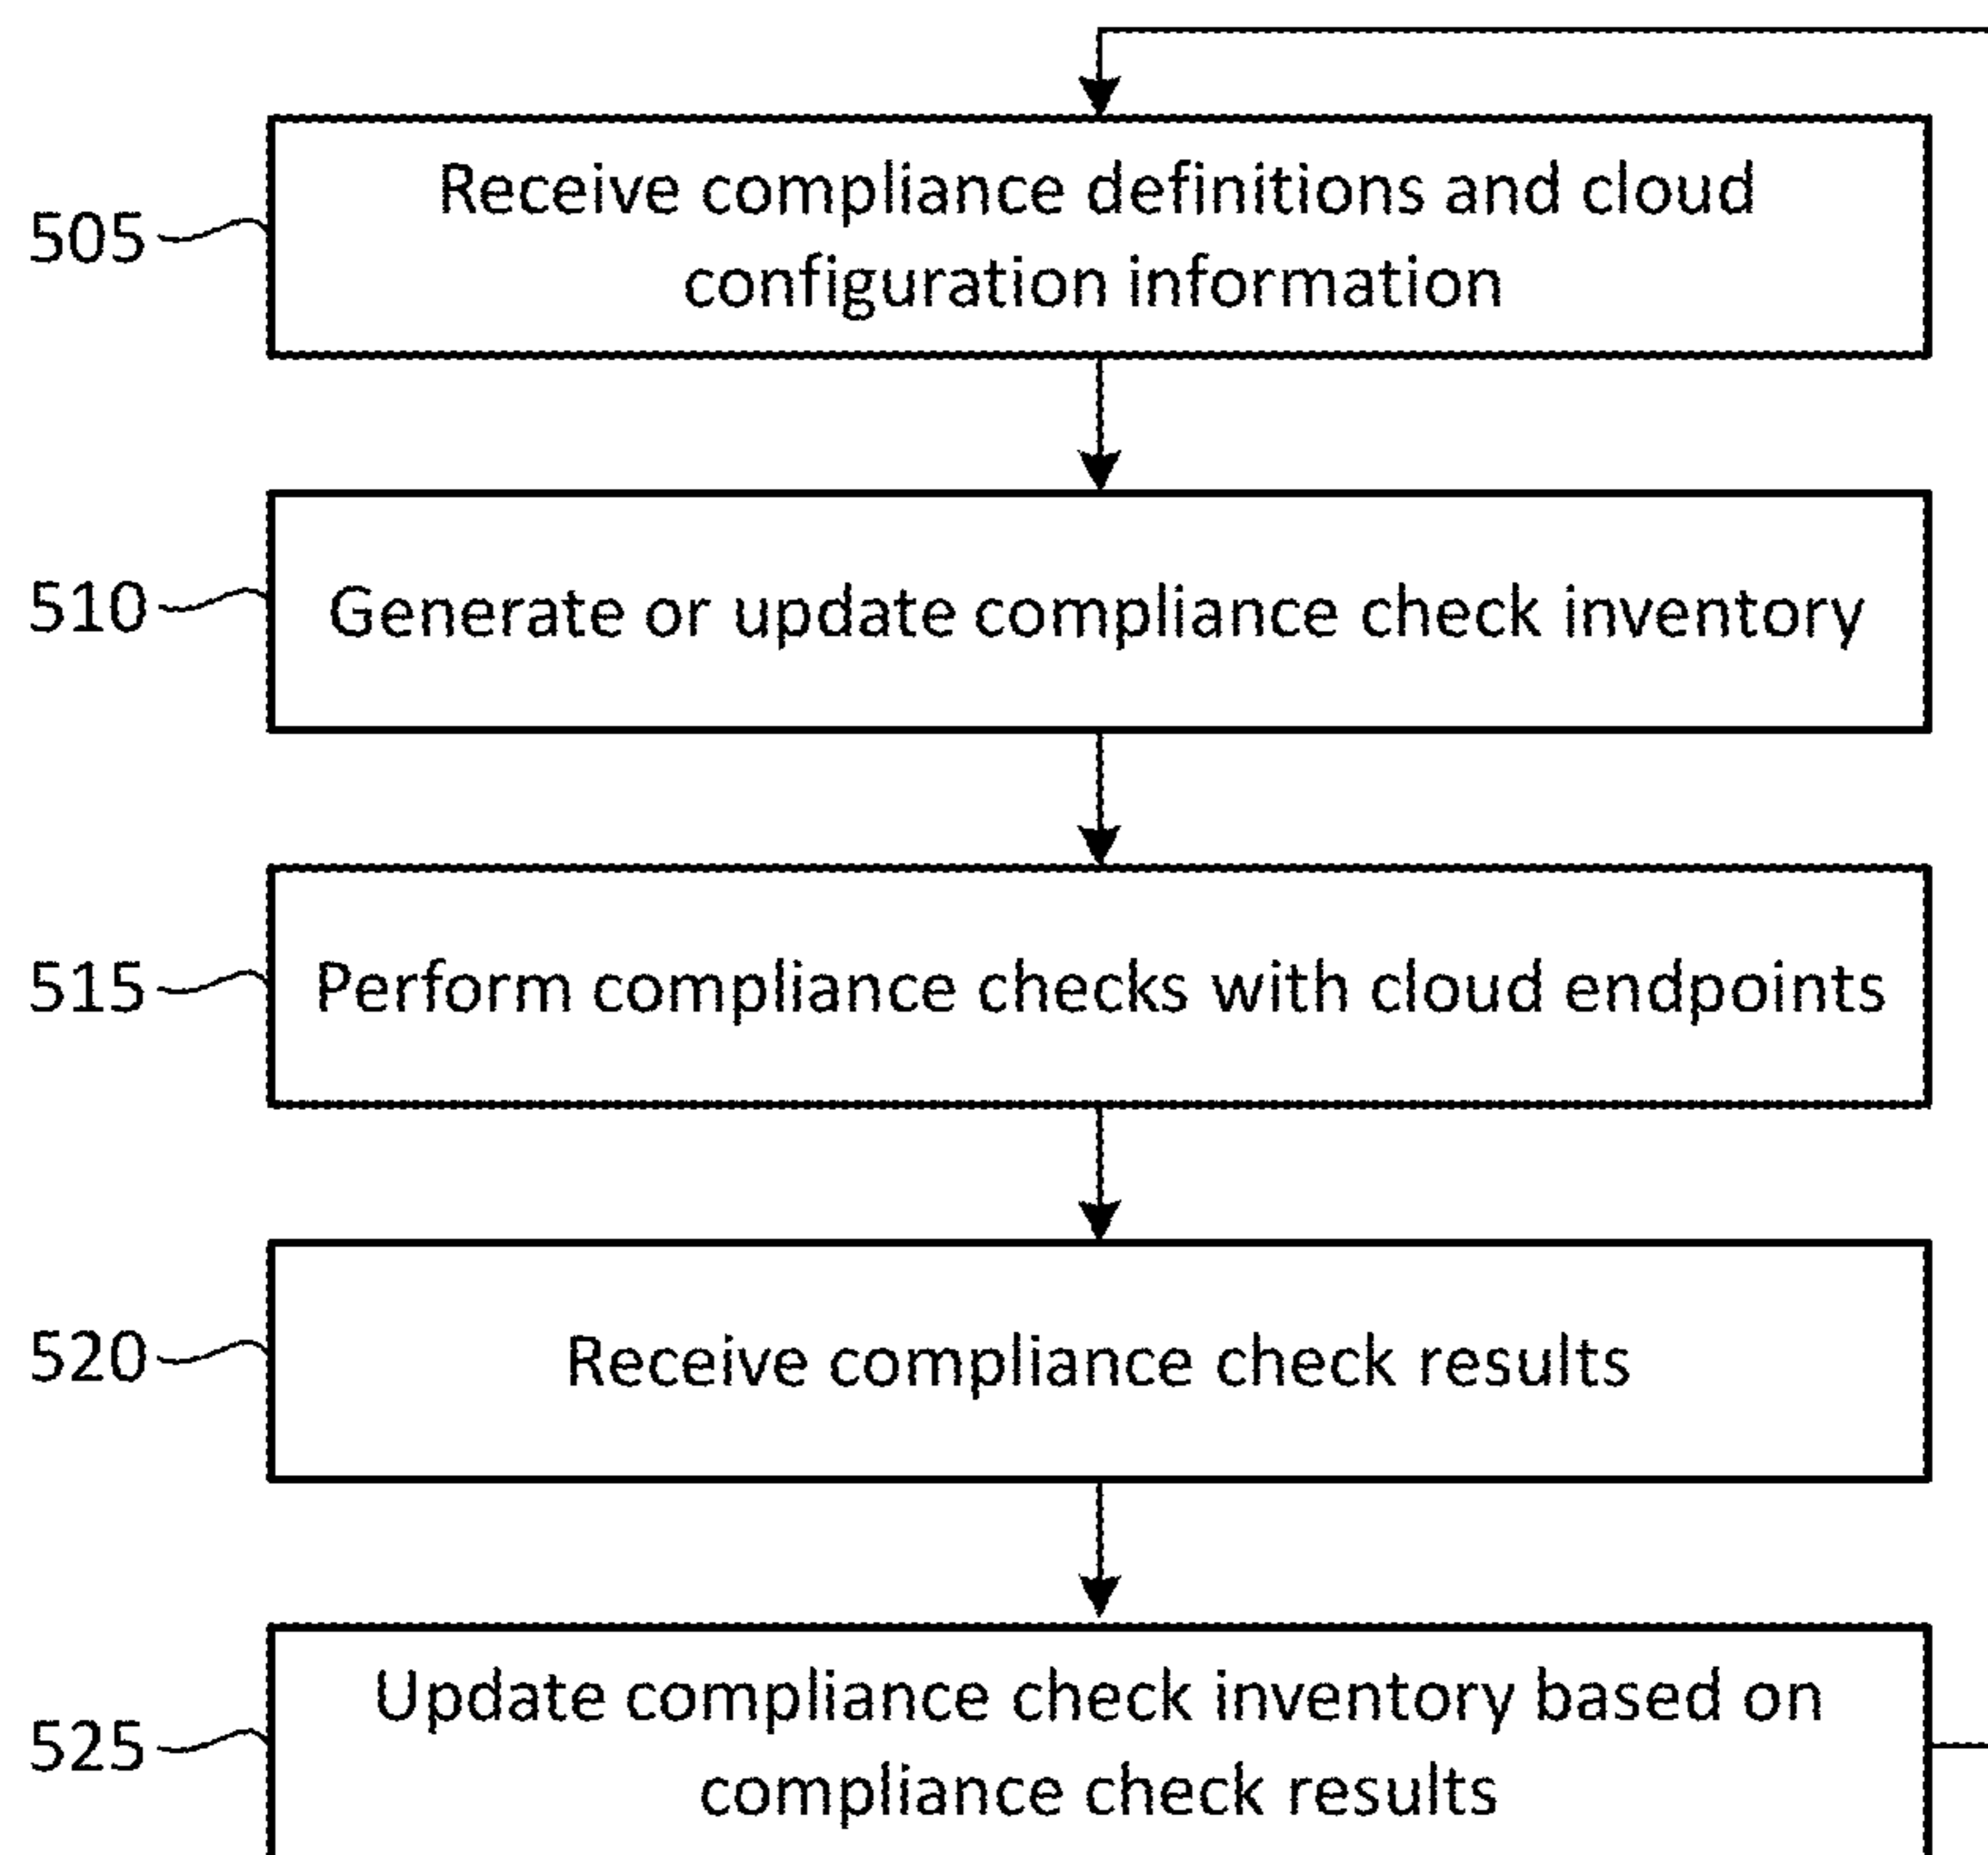 505
Receive compliance definitions and cloud
configuration information
510
Generate or update compliance check inventory
515
Perform compliance checks with cloud endpoints
520
Receive compliance check results
525
Update compliance check inventory based on
compliance check results